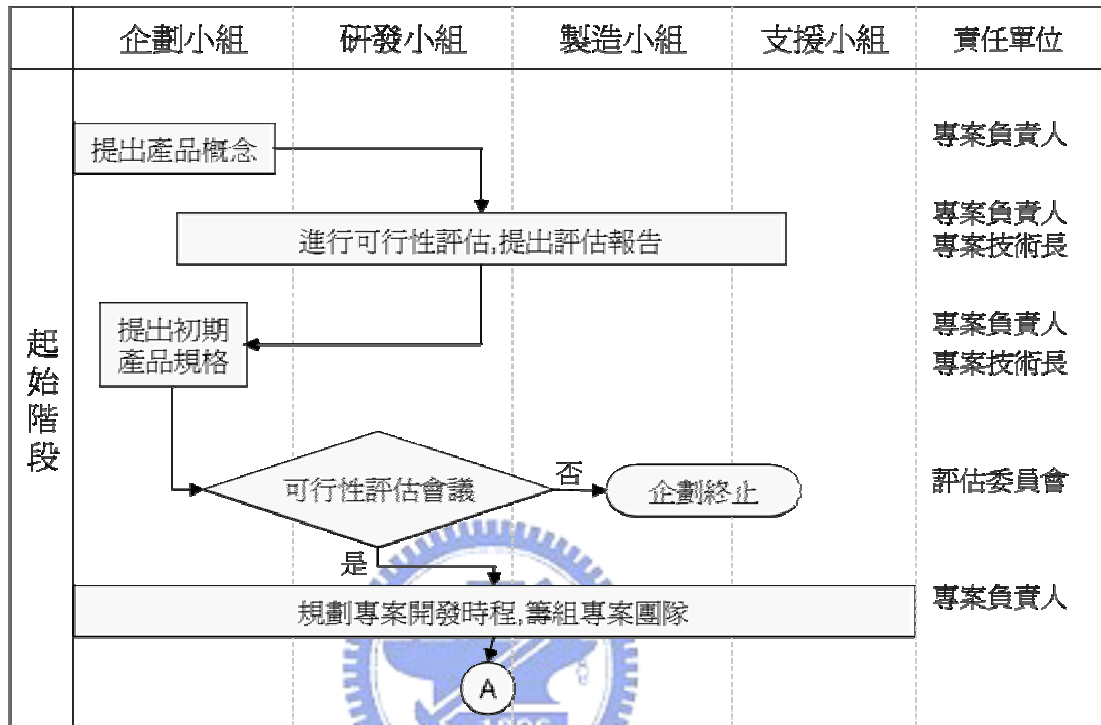 企劃小組 研發小組 製造小組 支援小組 責任單位
起始階段
提出產品概念
專案負責人
進行可行性評估,提出評估報告
專案負責人
專案技術長
提出初期
產品規格
專案負責人
專案技術長
可行性評估會議
否
企劃終止
評估委員會
是
規劃專案開發時程,籌組專案團隊
專案負責人
A